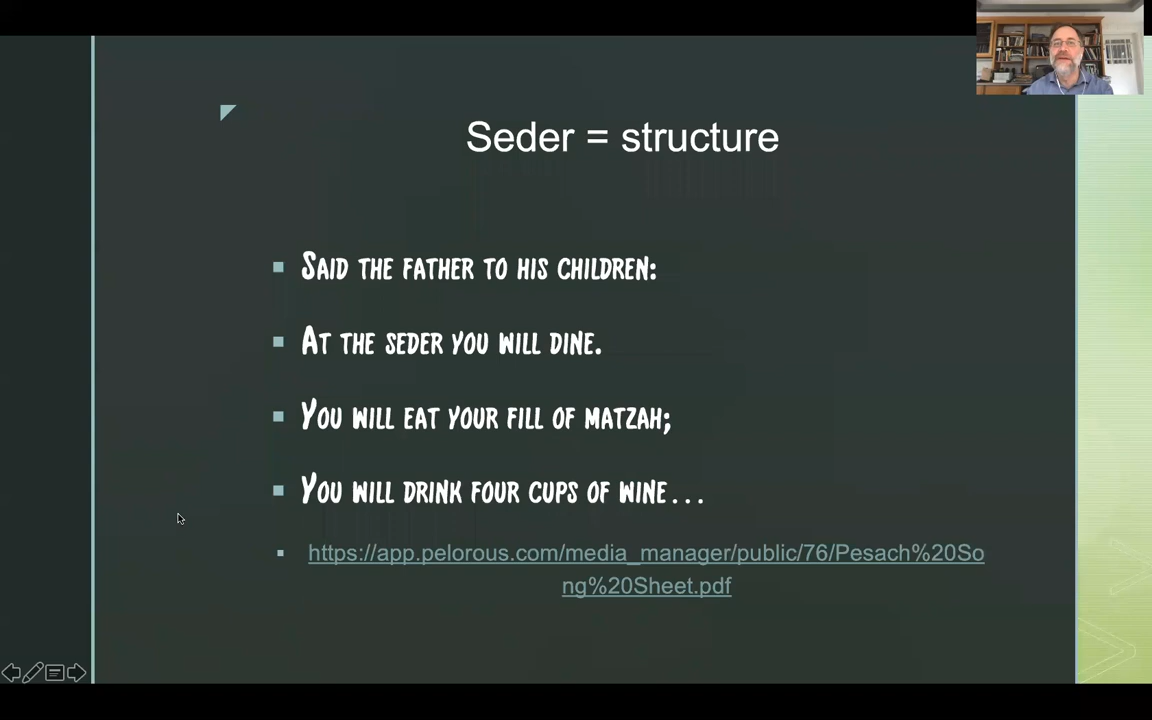 Seder = structure
Said the father to his children:
At the seder you will dine.
You will eat your fill of matzah;
You will drink four cups of wine…
https://app.pelorous.com/media_manager/public/76/Pesach%20So
ng%20Sheet.pdf